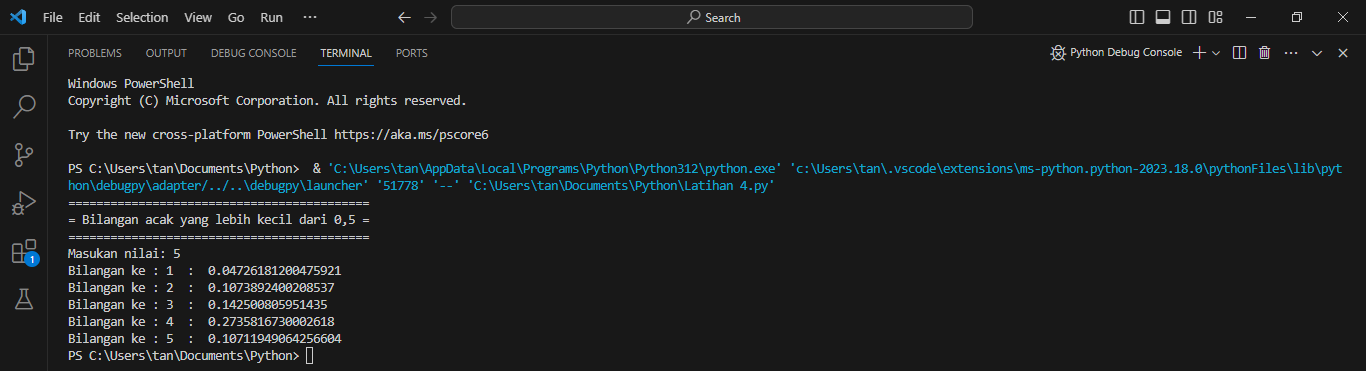 File Edit Selection View Go Run ··· Search
PROBLEMS OUTPUT DEBUG CONSOLE TERMINAL PORTS Python Debug Console
Windows PowerShell
Copyright (C) Microsoft Corporation. All rights reserved.
Try the new cross-platform PowerShell https://aka.ms/pscore6
PS C:\Users\tan\Documents\Python>  & 'C:\Users\tan\AppData\Local\Programs\Python\Python312\python.exe' 'c:\Users\tan\.vscode\extensions\ms-python.python-2023.18.0\pythonFiles\lib\pyt
hon\debugpy\adapter/../..\debugpy\launcher' '51778' '--' 'C:\Users\tan\Documents\Python\Latihan 4.py'
===========================================
= Bilangan acak yang lebih kecil dari 0,5 =
===========================================
Masukan nilai: 5
Bilangan ke : 1  :  0.04726181200475921
Bilangan ke : 2  :  0.1073892400208537
Bilangan ke : 3  :  0.142500805951435
Bilangan ke : 4  :  0.2735816730002618
Bilangan ke : 5  :  0.10711949064256604
PS C:\Users\tan\Documents\Python>
1